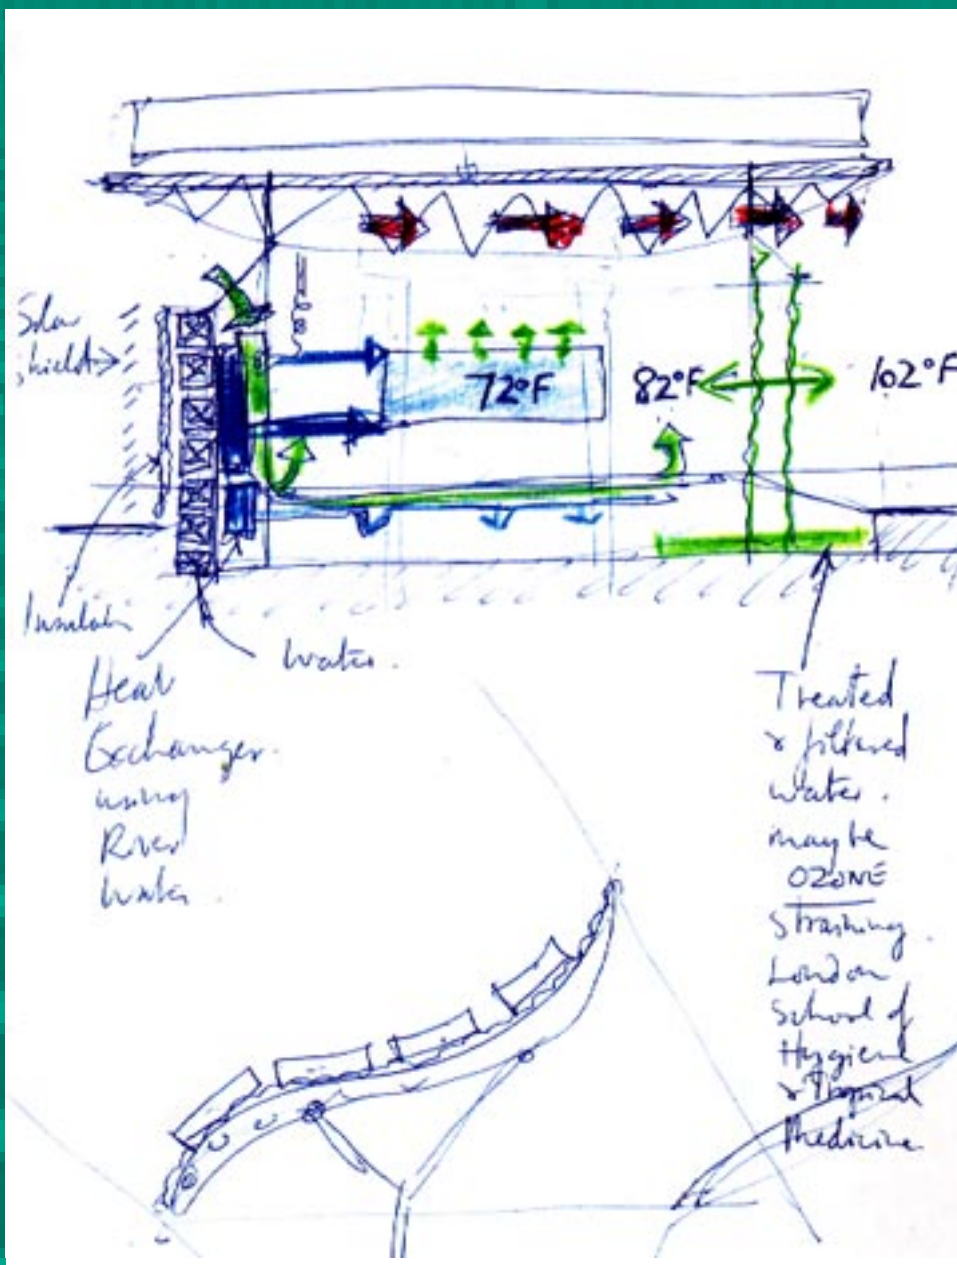 Solar
shield
72°F
82°F
102°F
Insulation
Water.
Heat
Exchanger.
using
River
Water.
Treated
& filtered
water.
maybe
OZONE
London
School of
Hygiene
& Tropical
Medicine